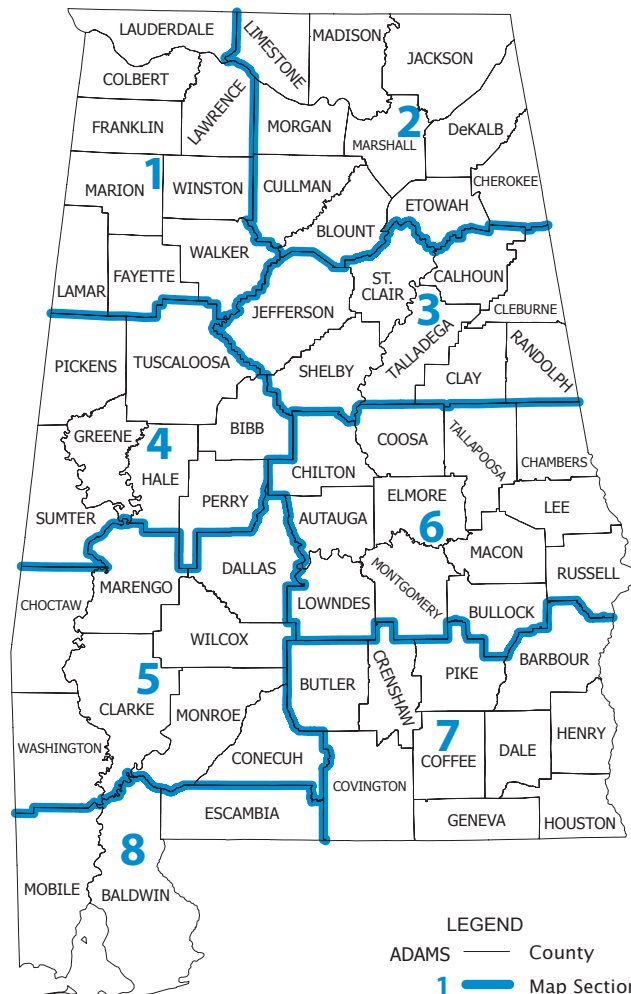 LAUDERDALE
LIMESTONE
MADISON
JACKSON
COLBERT
LAWRENCE
FRANKLIN
MORGAN
2
MARSHALL
DeKALB
1
MARION
WINSTON
CULLMAN
CHEROKEE
ETOWAH
BLOUNT
WALKER
FAYETTE
LAMAR
ST.
CLAIR
CALHOUN
JEFFERSON
3
CLEBURNE
TALLADEGA
RANDOLPH
PICKENS
TUSCALOOSA
SHELBY
CLAY
BIBB
GREENE
4
HALE
COOSA
TALLAPOOSA
CHAMBERS
CHILTON
PERRY
ELMORE
SUMTER
AUTAUGA
6
LEE
MACON
DALLAS
MONTGOMERY
RUSSELL
MARENGO
CHOCTAW
LOWNDES
BULLOCK
WILCOX
CRENSHAW
PIKE
BARBOUR
5
BUTLER
CLARKE
MONROE
7
HENRY
WASHINGTON
CONECUH
COFFEE
DALE
COVINGTON
ESCAMBIA
GENEVA
HOUSTON
8
MOBILE
BALDWIN
LEGEND
ADAMS County
1 Map Section